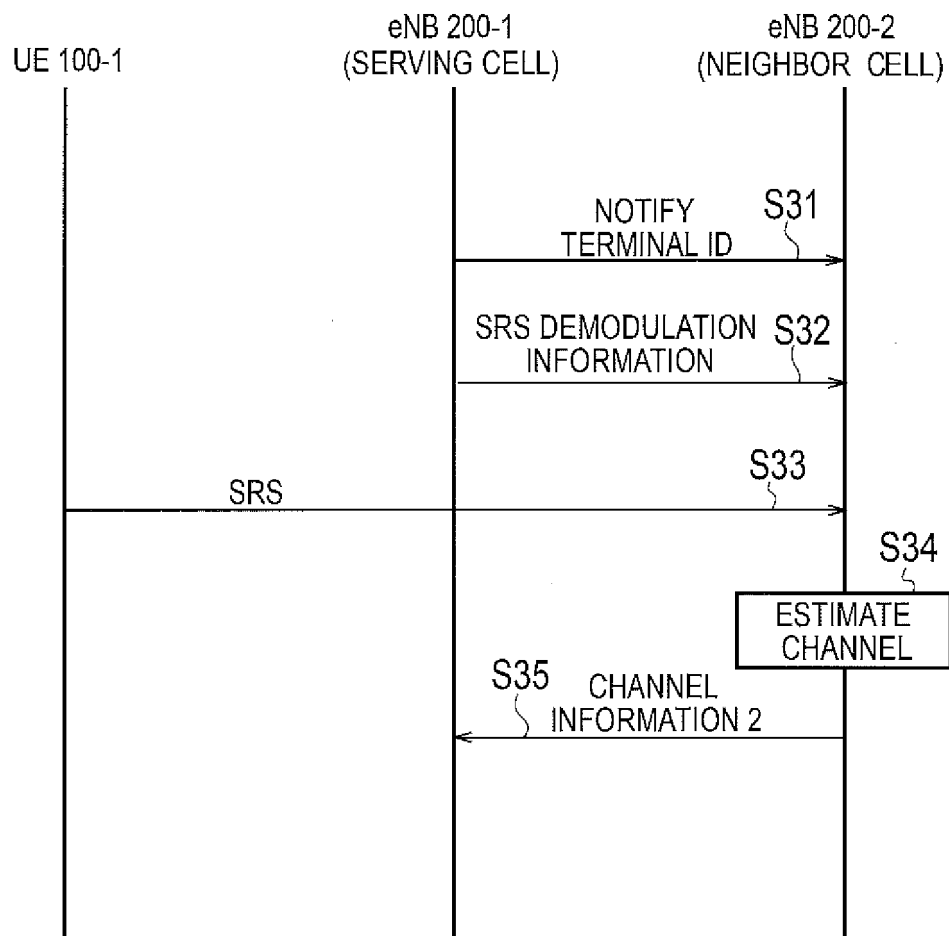 UE 100-1
eNB 200-1
(SERVING CELL)
eNB 200-2
(NEIGHBOR CELL)
NOTIFY
TERMINAL ID
S31
SRS DEMODULATION
INFORMATION
S32
SRS
S33
S34
ESTIMATE
CHANNEL
S35
CHANNEL
INFORMATION 2